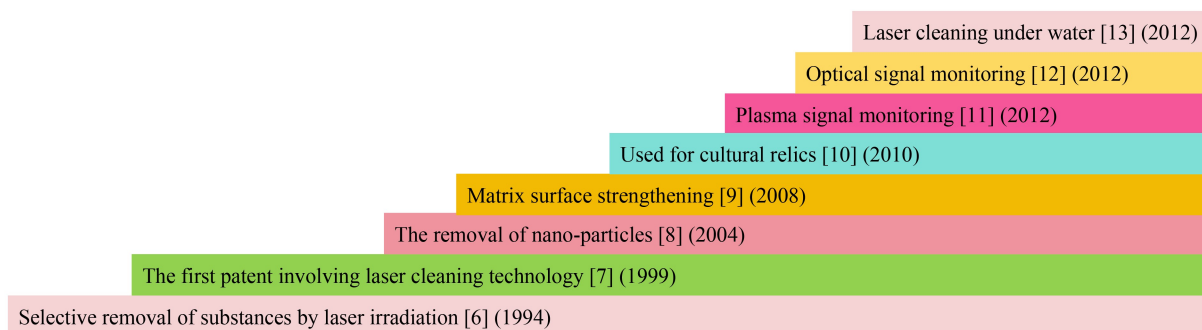 Laser cleaning under water [13] (2012)
Optical signal monitoring [12] (2012)
Plasma signal monitoring [11] (2012)
Used for cultural relics [10] (2010)
Matrix surface strengthening [9] (2008)
The removal of nano-particles [8] (2004)
The first patent involving laser cleaning technology [7] (1999)
Selective removal of substances by laser irradiation [6] (1994)